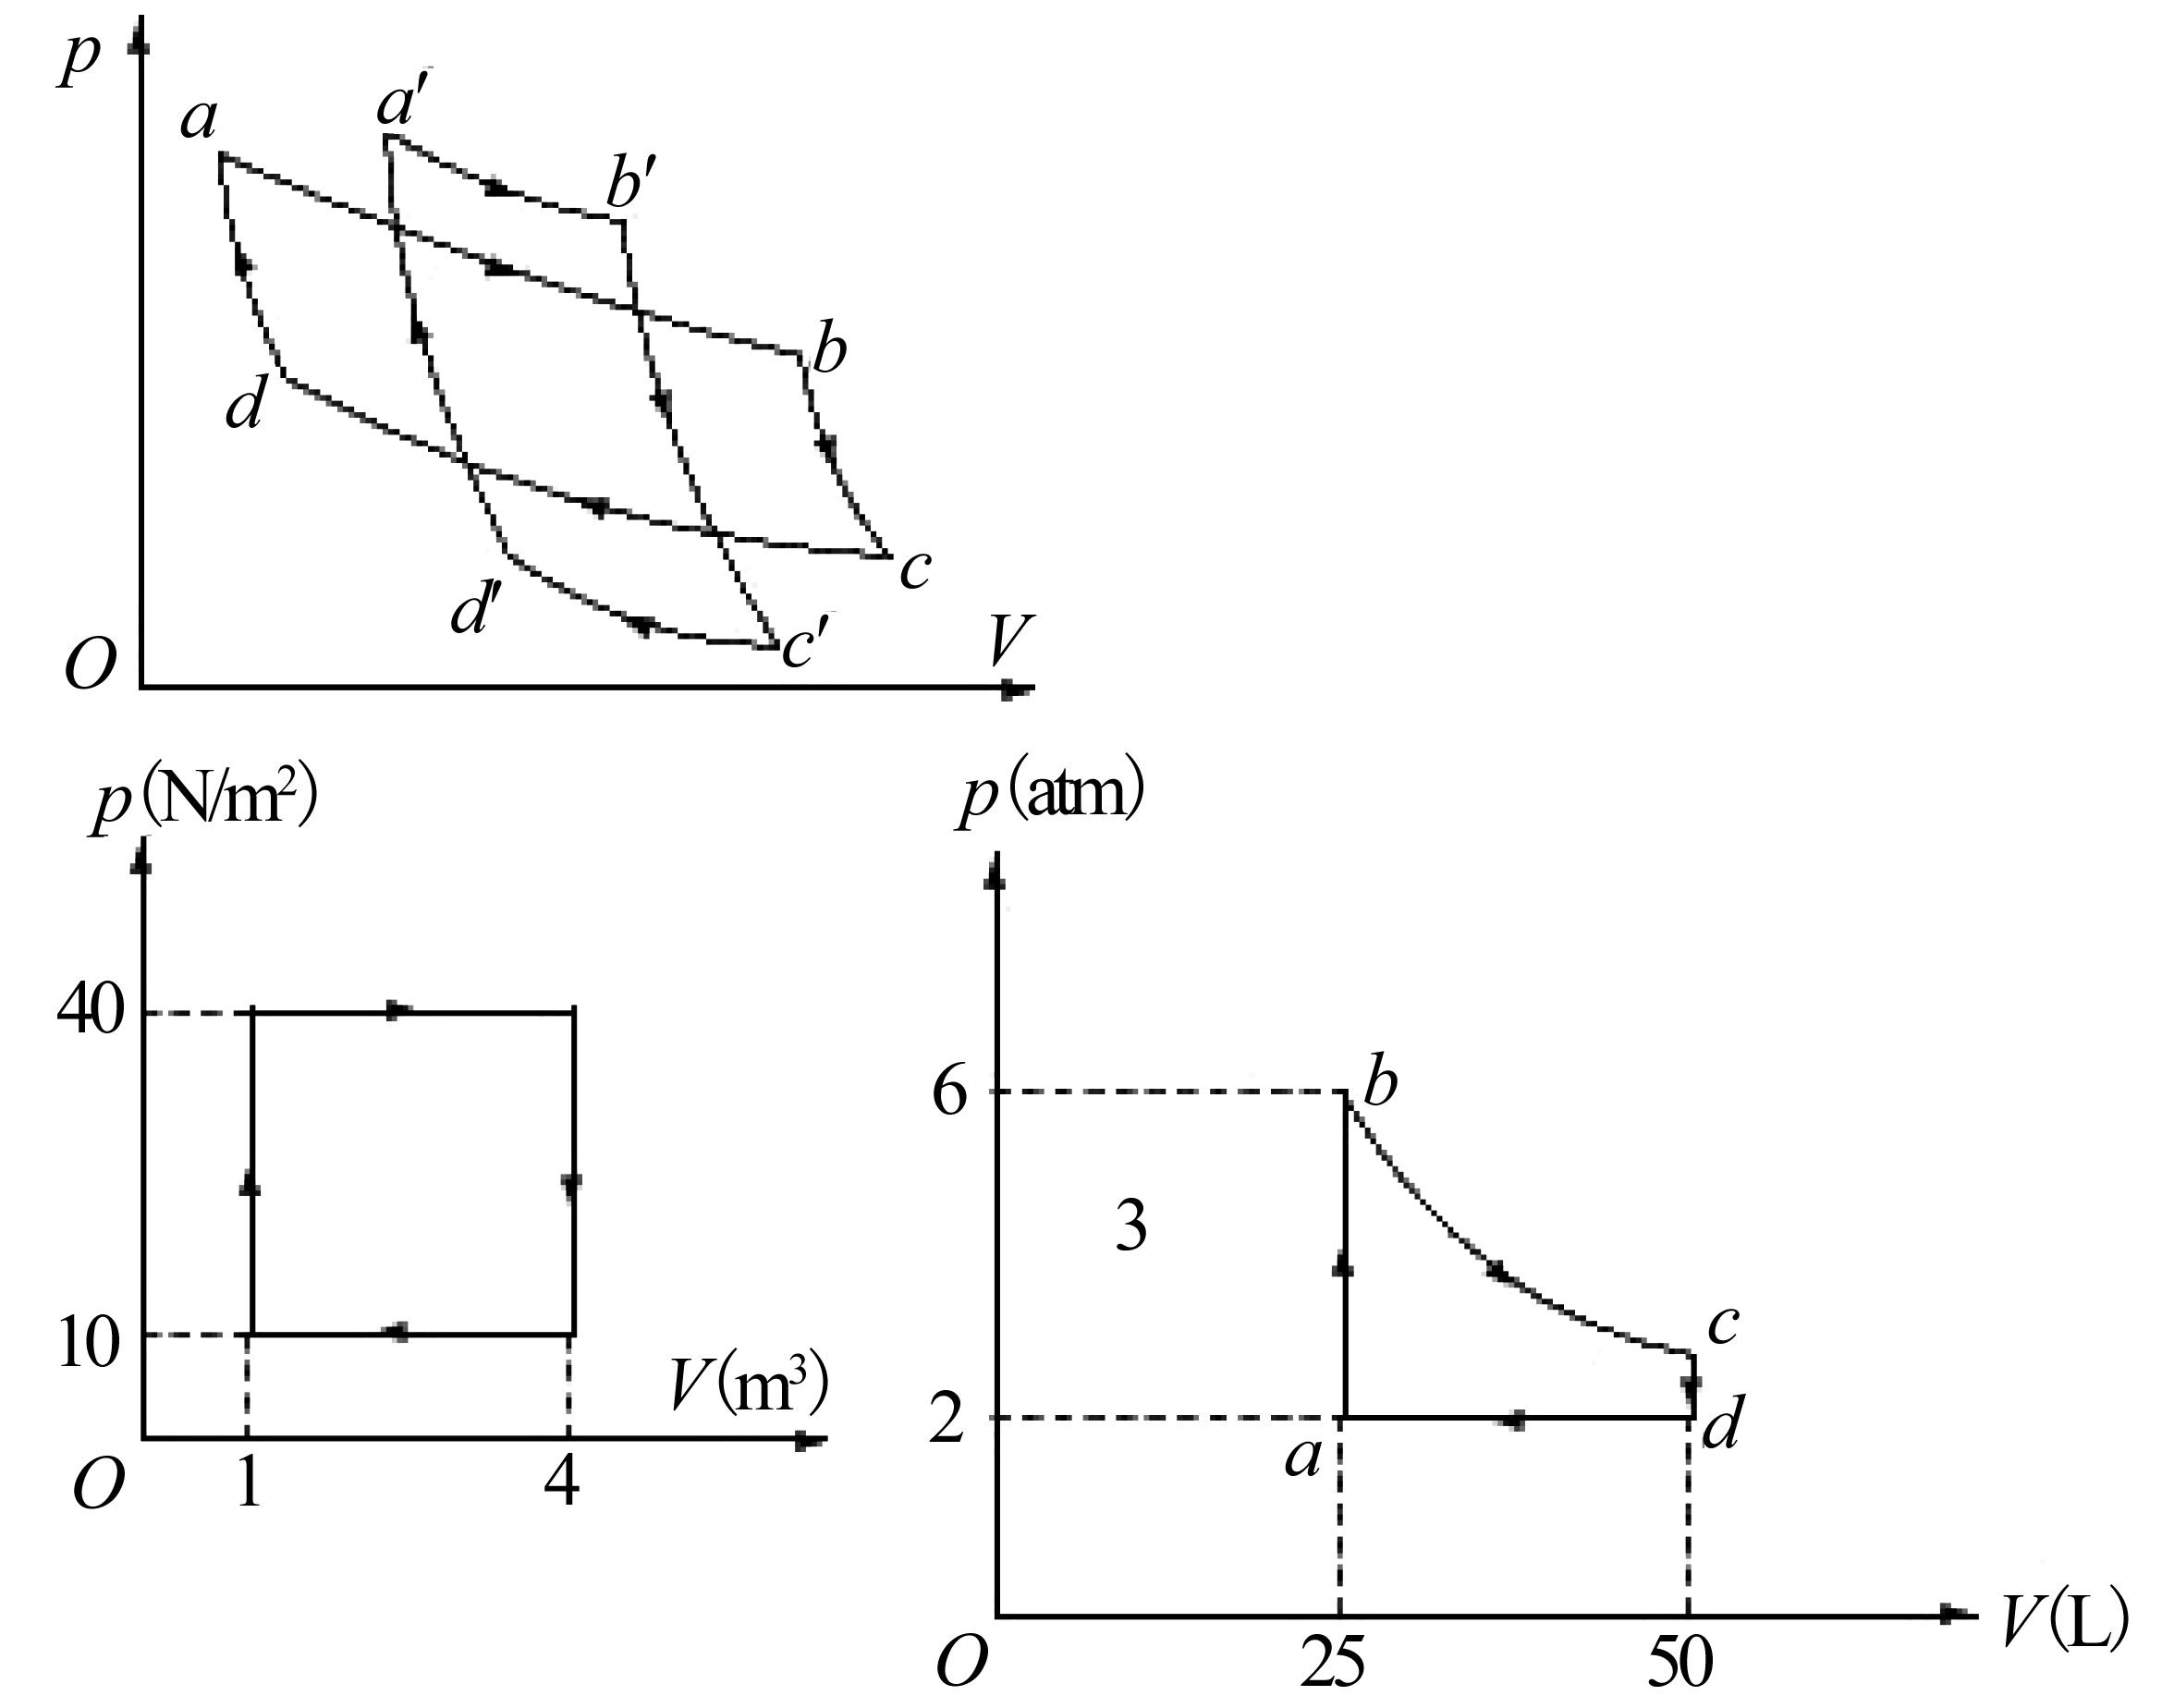 p
a
a′
b′
b
d
c
d′
c′
O
V
p(N/m²)
40
10
V(m³)
O
1
4
p(atm)
6
b
3
c
2
a
d
O
25
50
V(L)